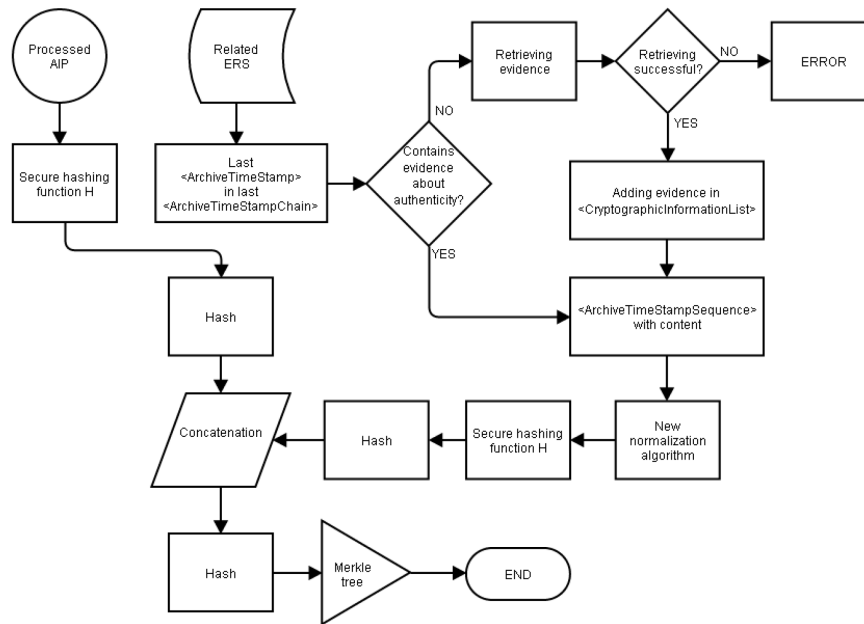 Processed
AIP
Related
ERS
Retrieving
evidence
Retrieving
successful?
NO
ERROR
NO
YES
Secure hashing
function H
Last
<ArchiveTimeStamp>
in last
<ArchiveTimeStampChain>
Contains
evidence
about
authenticity?
Adding evidence in
<CryptographicInformationList>
YES
Hash
<ArchiveTimeStampSequence>
with content
Concatenation
Hash
Secure hashing
function H
New
normalization
algorithm
Hash
Merkle
tree
END